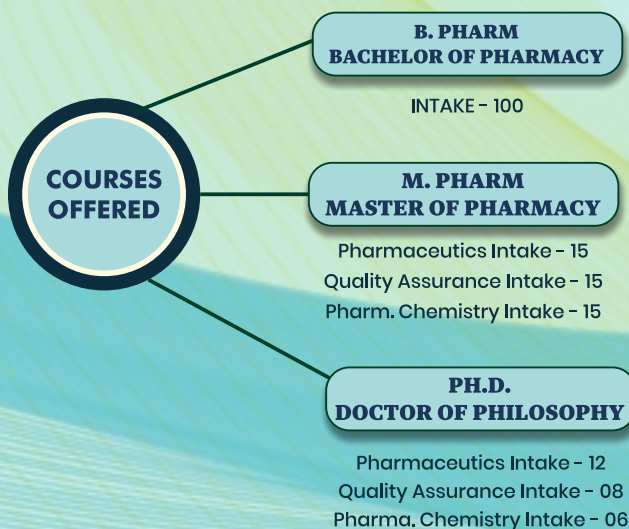 COURSES
OFFERED
B. PHARM
BACHELOR OF PHARMACY
INTAKE - 100
M. PHARM
MASTER OF PHARMACY
Pharmaceutics Intake - 15
Quality Assurance Intake - 15
Pharm. Chemistry Intake - 15
PH.D.
DOCTOR OF PHILOSOPHY
Pharmaceutics Intake - 12
Quality Assurance Intake - 08
Pharma. Chemistry Intake - 06